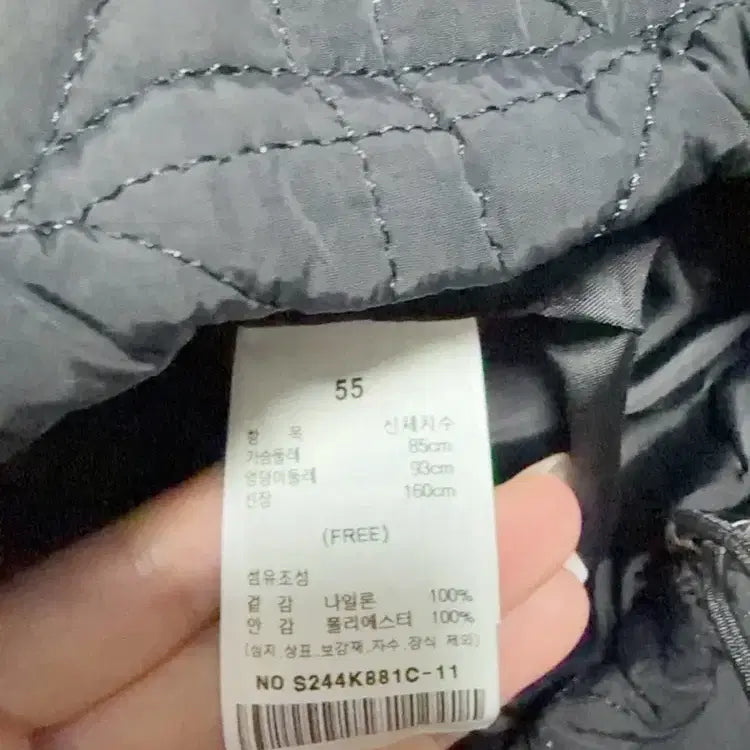 55
항 목 신체치수
가슴둘레 85cm
엉덩이둘레 93cm
신장 160cm
(FREE)
섬유조성
겉 감 나일론 100%
안 감 폴리에스터 100%
(심지.상표.보강재.자수.장식 제외)
NO S244K881C-11